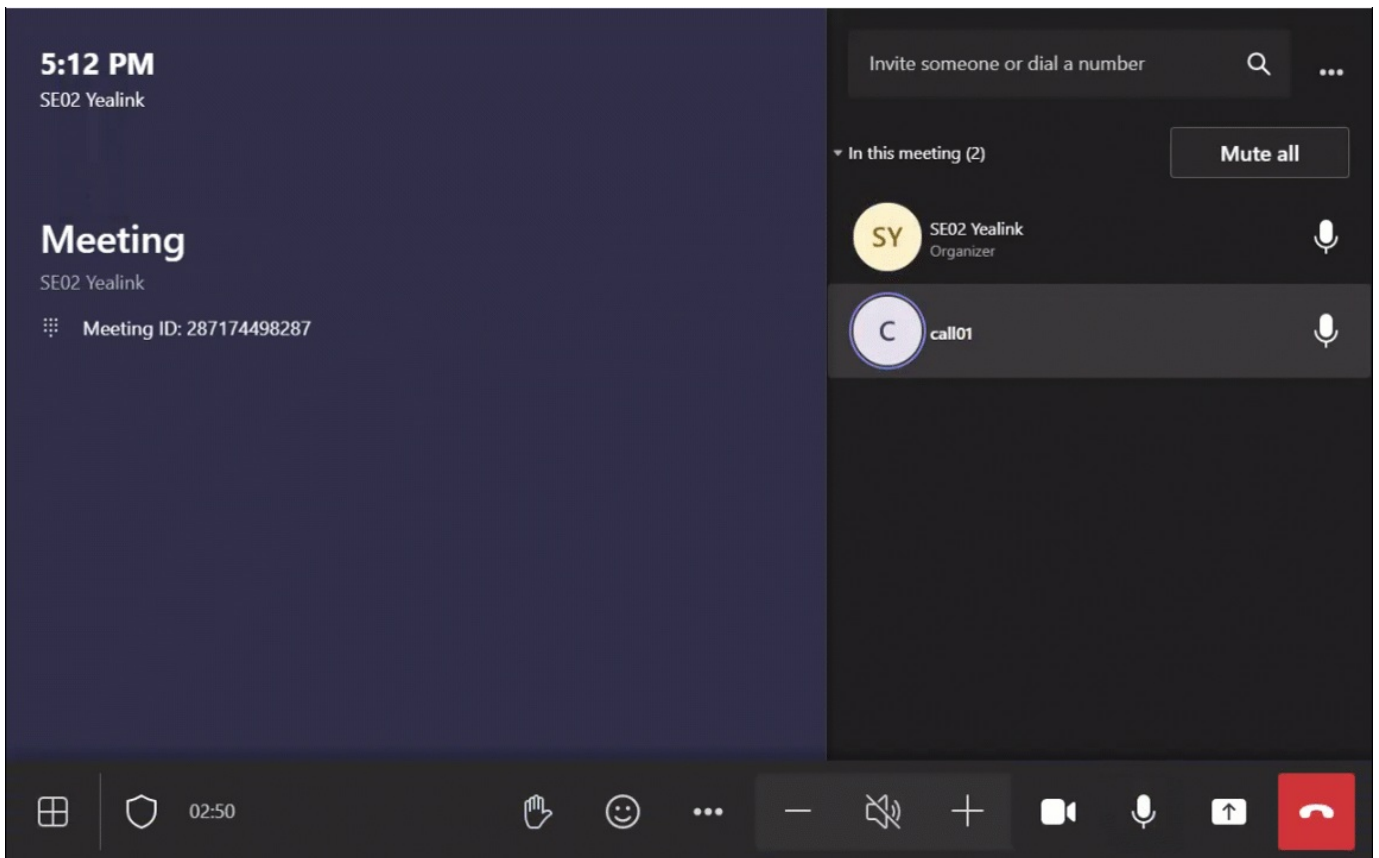 5:12 PM
SE02 Yealink
Meeting
SE02 Yealink
Meeting ID: 287174498287
Invite someone or dial a number
In this meeting (2)
Mute all
SY
SE02 Yealink
Organizer
C
call01
02:50